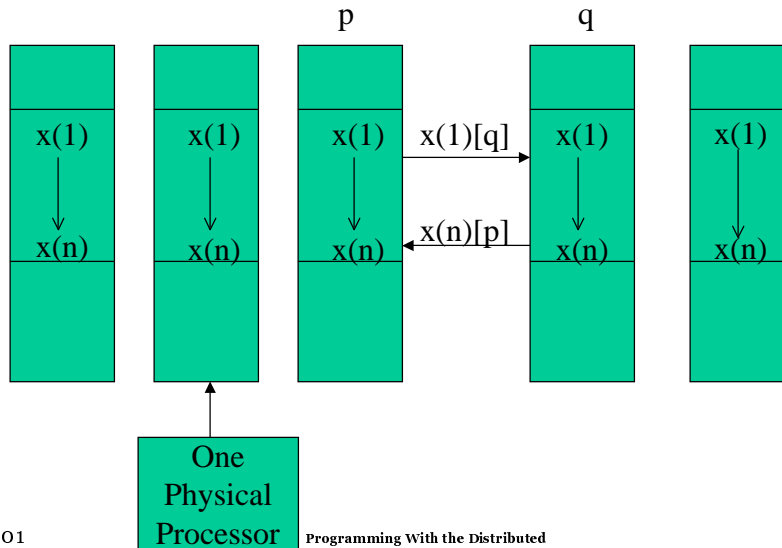 p q
x(1) x(1) x(1) x(1)[q] x(1) x(1)
x(n) x(n) x(n) x(n)[p] x(n) x(n)
One
Physical
Processor
01 Programming With the Distributed